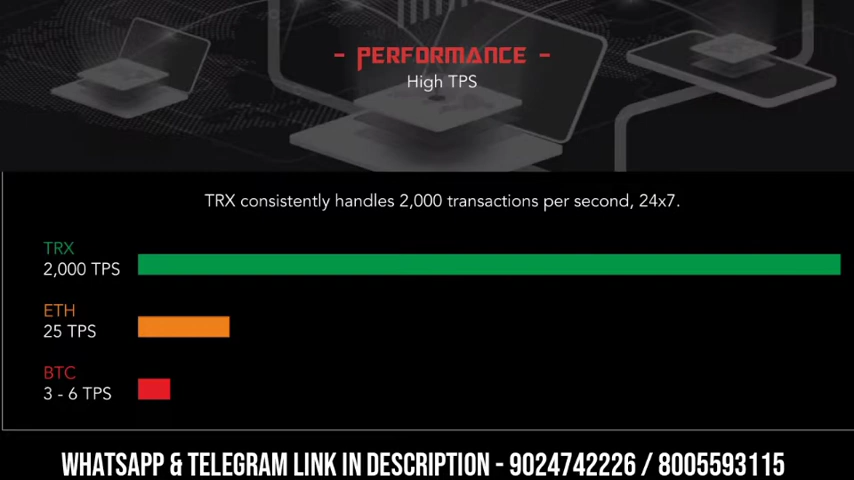 - PERFORMANCE -
High TPS
TRX consistently handles 2,000 transactions per second, 24x7.
TRX
2,000 TPS
ETH
25 TPS
BTC
3 - 6 TPS
WHATSAPP & TELEGRAM LINK IN DESCRIPTION - 9024742226 / 8005593115